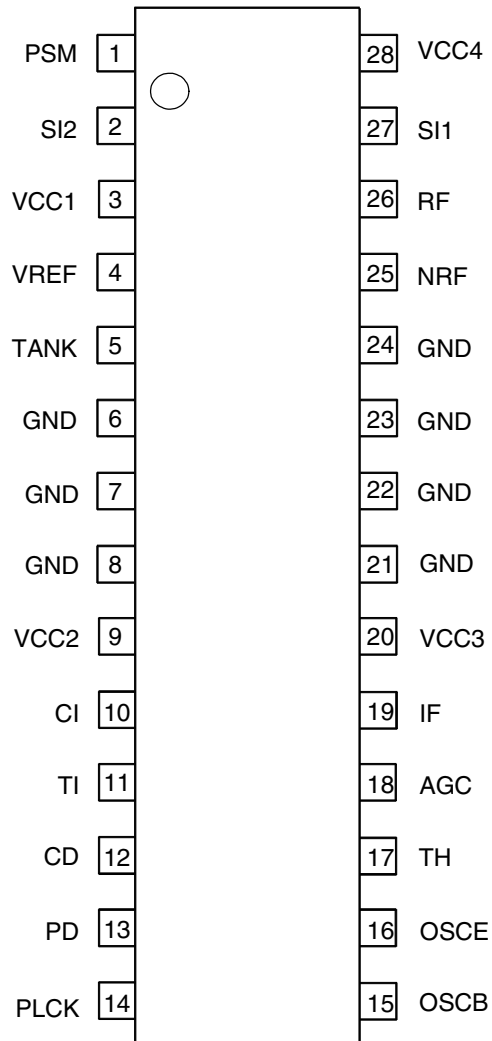 PSM 1 28 VCC4
SI2 2 27 SI1
VCC1 3 26 RF
VREF 4 25 NRF
TANK 5 24 GND
GND 6 23 GND
GND 7 22 GND
GND 8 21 GND
VCC2 9 20 VCC3
CI 10 19 IF
TI 11 18 AGC
CD 12 17 TH
PD 13 16 OSCE
PLCK 14 15 OSCB